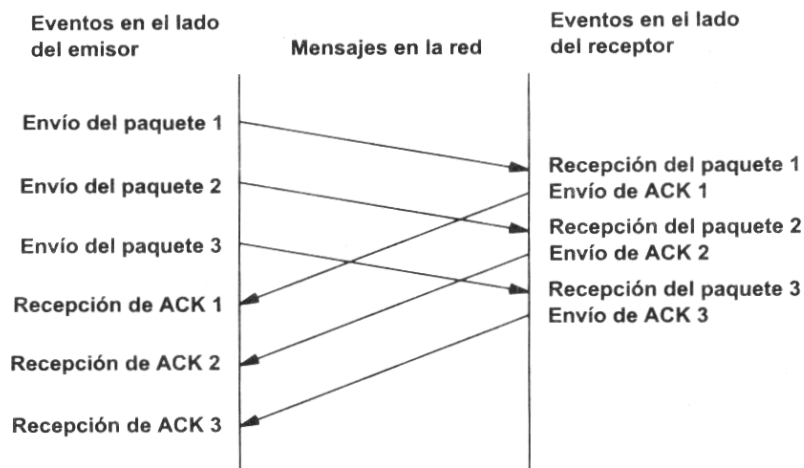 Eventos en el lado
del emisor
Mensajes en la red
Eventos en el lado
del receptor
Envío del paquete 1
Envío del paquete 2
Envío del paquete 3
Recepción de ACK 1
Recepción de ACK 2
Recepción de ACK 3
Recepción del paquete 1
Envío de ACK 1
Recepción del paquete 2
Envío de ACK 2
Recepción del paquete 3
Envío de ACK 3